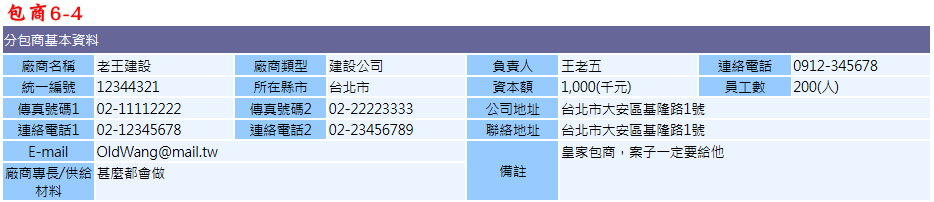 包商6-4
分包商基本資料
廠商名稱 老王建設 廠商類型 建設公司 負責人 王老五 連絡電話 0912-345678
統一編號 12344321 所在縣市 台北市 資本額 1,000(千元) 員工數 200(人)
傳真號碼1 02-11112222 傳真號碼2 02-22223333 公司地址 台北市大安區基隆路1號
連絡電話1 02-12345678 連絡電話2 02-23456789 聯絡地址 台北市大安區基隆路1號
E-mail OldWang@mail.tw 備註 皇家包商，案子一定要給他
廠商專長/供給 甚麼都會做
材料